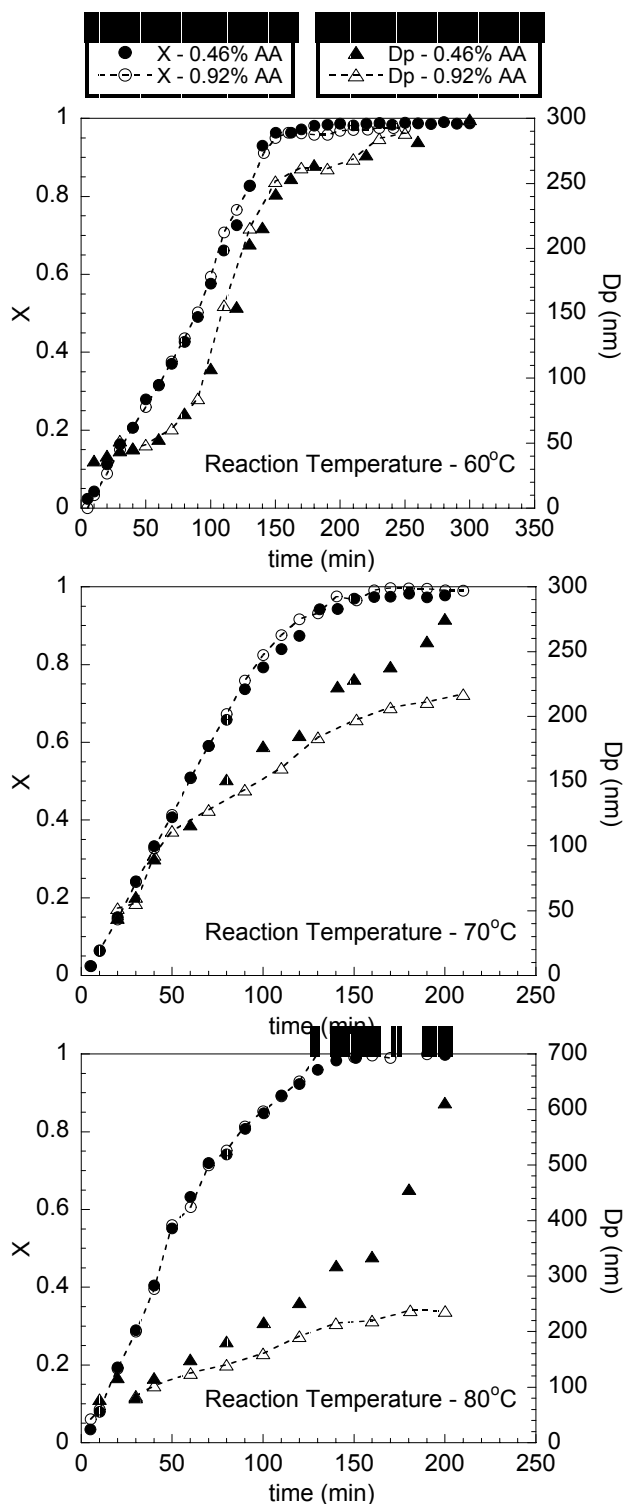 X - 0.46% AA
X - 0.92% AA
Dp - 0.46% AA
Dp - 0.92% AA
1
0.8
0.6
0.4
0.2
0
X
300
250
200
150
100
50
0
Dp (nm)
Reaction Temperature - 60°C
0 50 100 150 200 250 300 350
time (min)
1
0.8
0.6
0.4
0.2
0
X
300
250
200
150
100
50
0
Dp (nm)
Reaction Temperature - 70°C
0 50 100 150 200 250
time (min)
1
0.8
0.6
0.4
0.2
0
X
700
600
500
400
300
200
100
0
Dp (nm)
Reaction Temperature - 80°C
0 50 100 150 200 250
time (min)